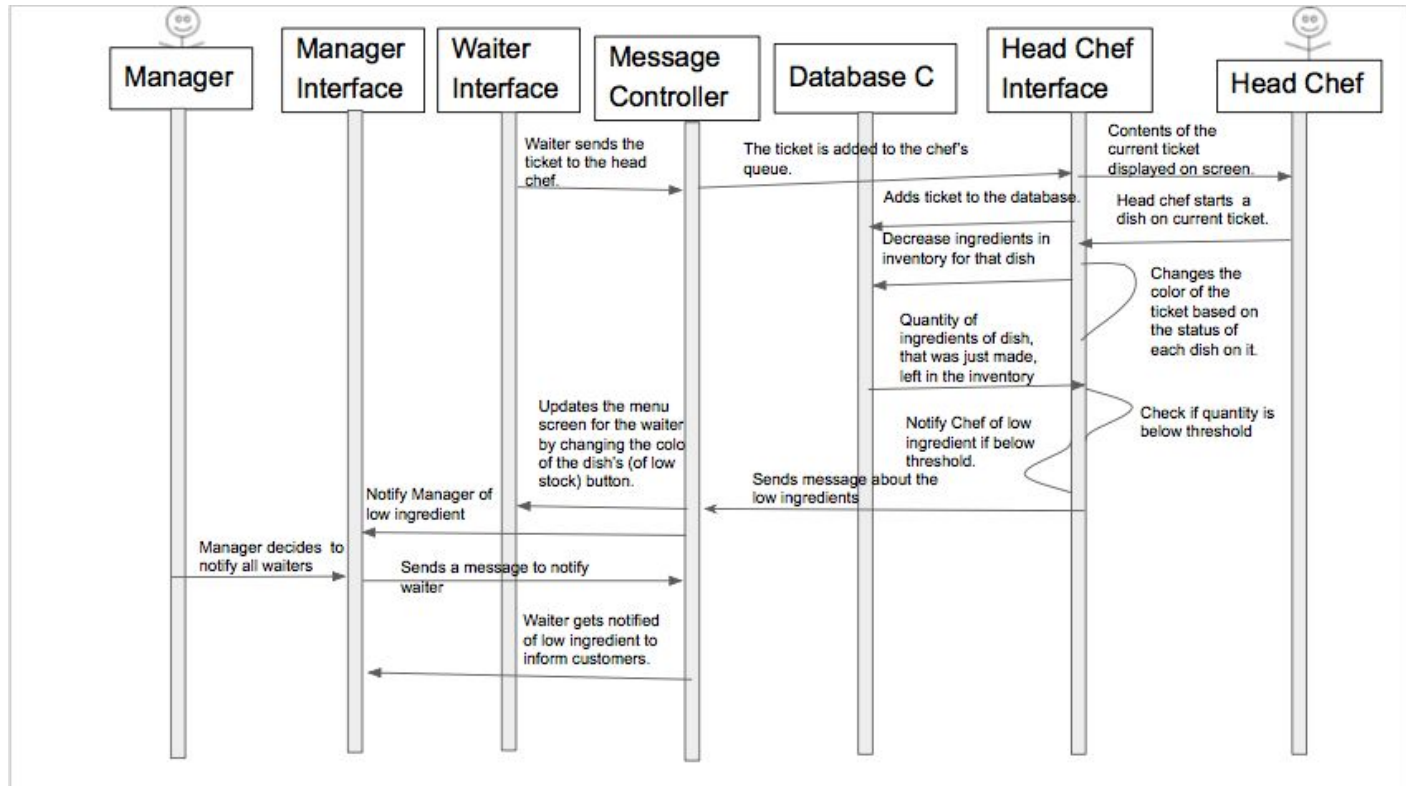 Manager
Manager
Interface
Waiter
Interface
Message
Controller
Database C
Head Chef
Interface
Head Chef
Waiter sends the
ticket to the head
chef.
The ticket is added to the chef's
queue.
Contents of the
current ticket
displayed on screen.
Adds ticket to the database.
Head chef starts a
dish on current ticket.
Decrease ingredients in
inventory for that dish
Changes the
color of the
ticket based on
the status of
each dish on it.
Quantity of
ingredients of dish,
that was just made,
left in the inventory
Check if quantity is
below threshold
Notify Chef of low
ingredient if below
threshold.
Sends message about the
low ingredients
Updates the menu
screen for the waiter
by changing the colo
of the dish's (of low
stock) button.
Notify Manager of
low ingredient
Manager decides to
notify all waiters
Sends a message to notify
waiter
Waiter gets notified
of low ingredient to
inform customers.